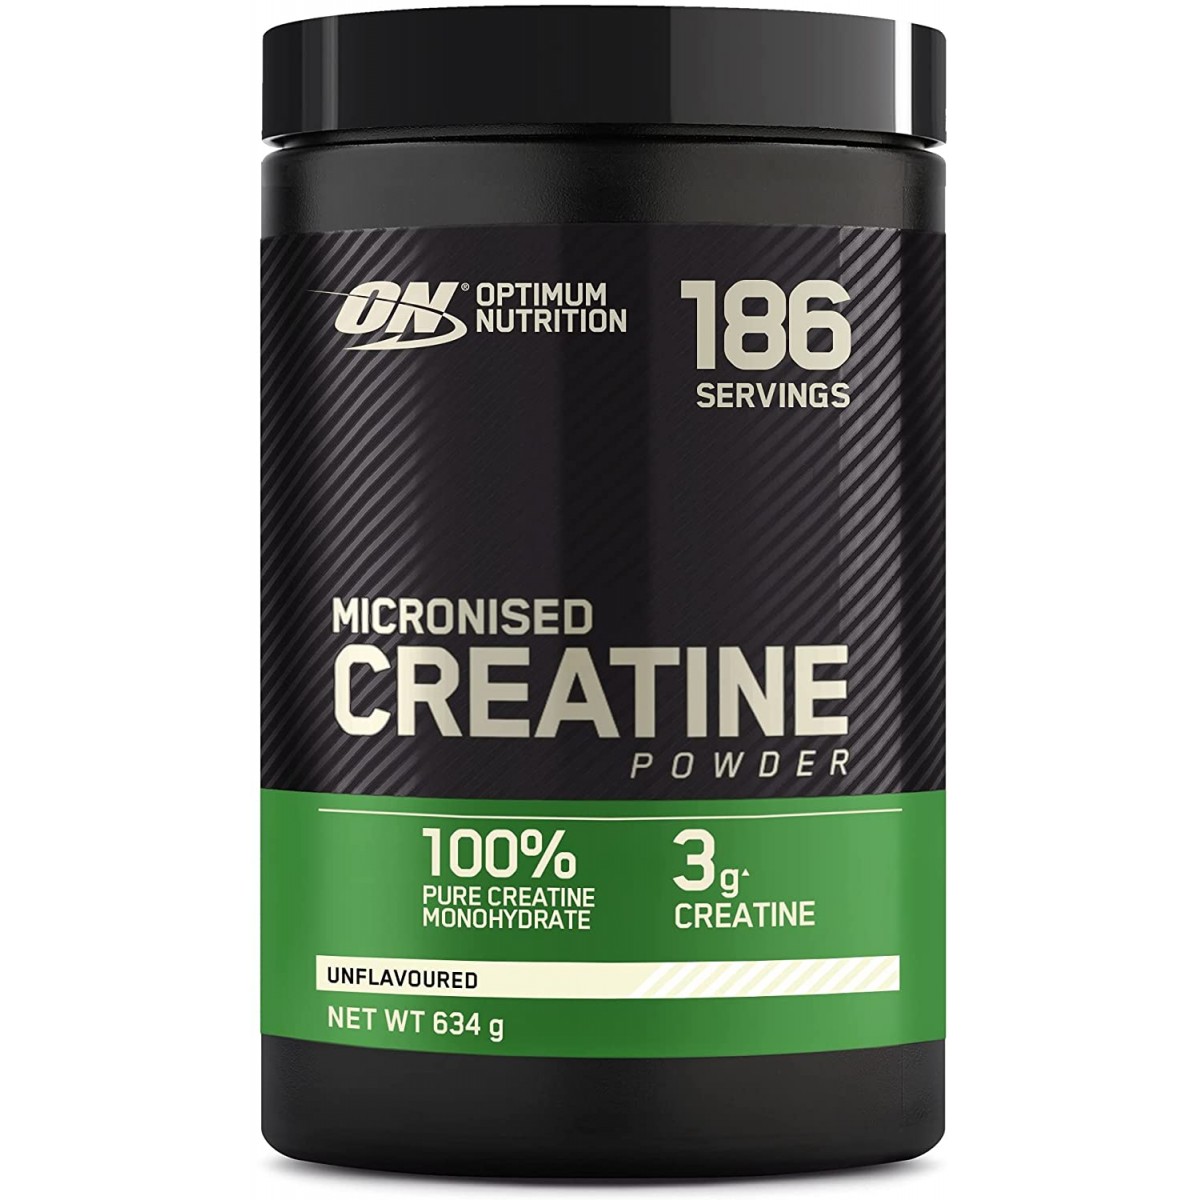 ON® OPTIMUM
NUTRITION
186
SERVINGS
MICRONISED
CREATINE
POWDER
100%
PURE CREATINE
MONOHYDRATE
3g▲
CREATINE
UNFLAVOURED
NET WT 634 g